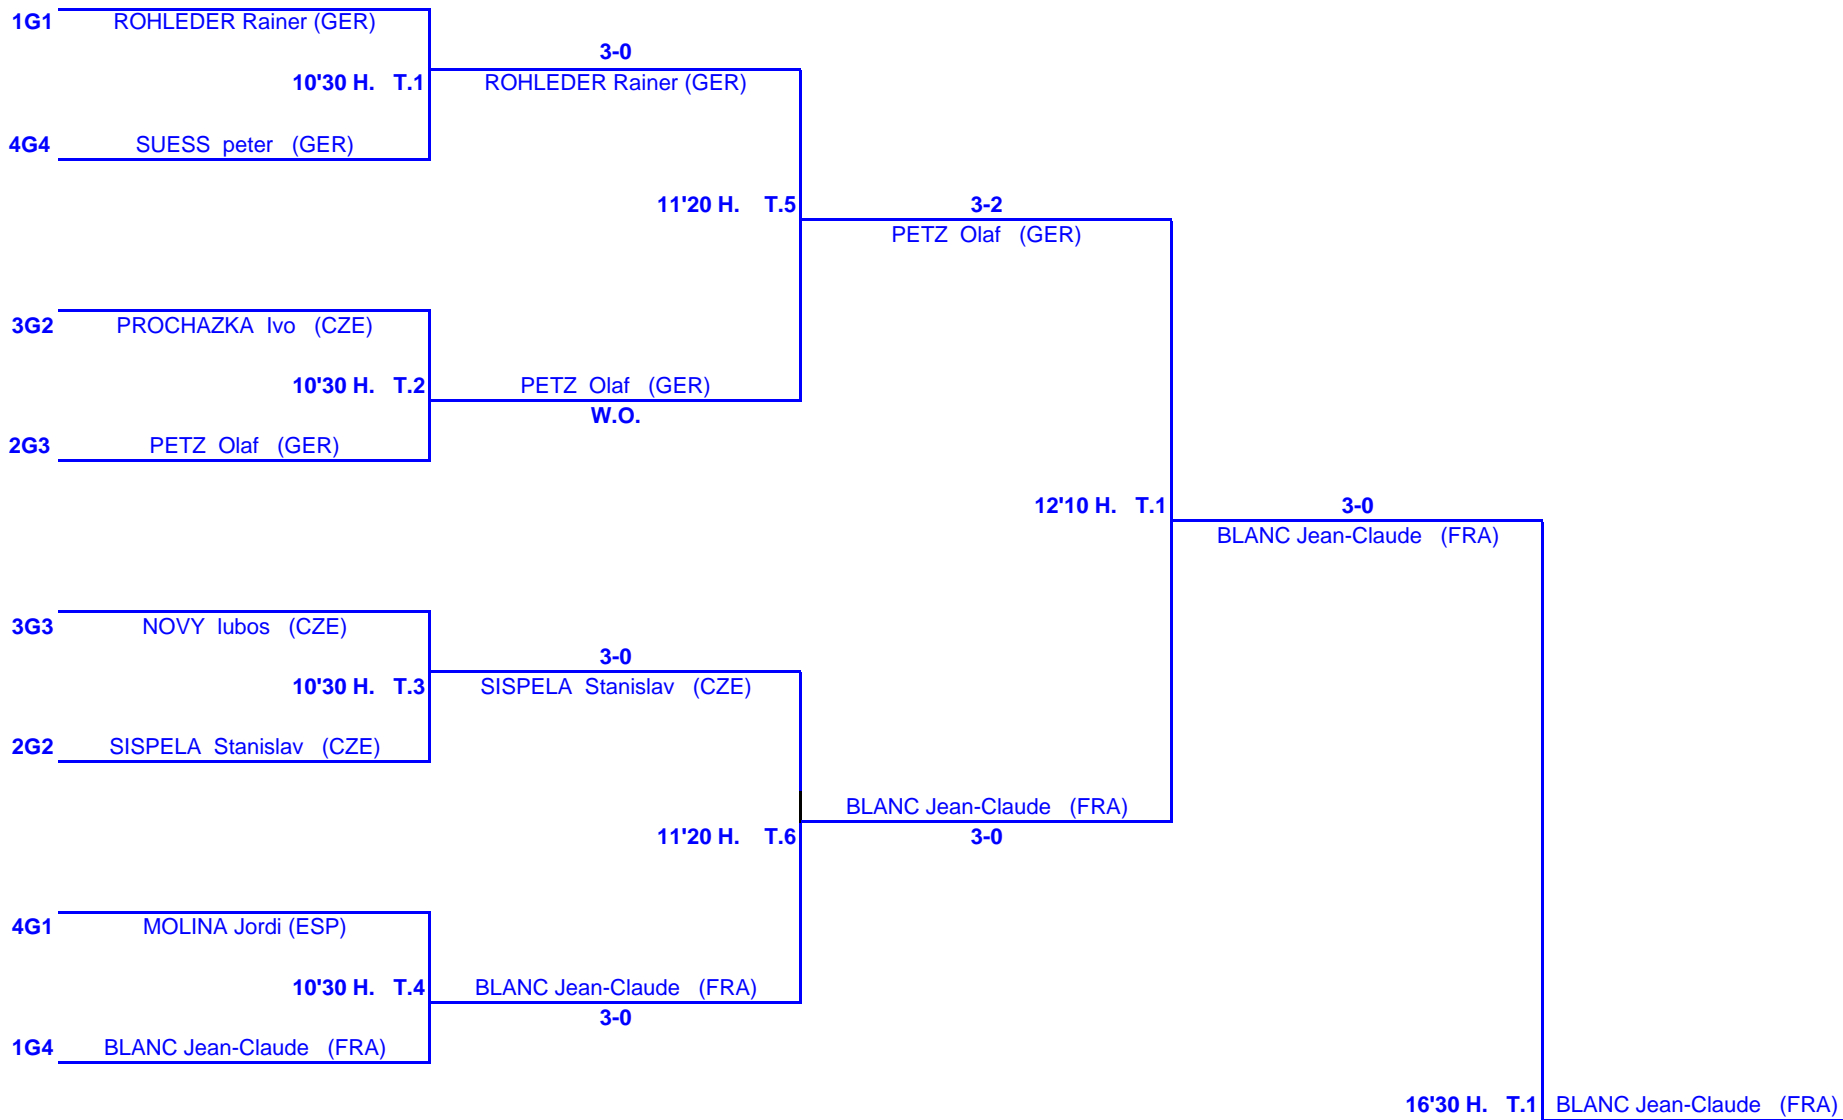 1G1 ROHLEDER Rainer (GER)
3-0
10'30 H. T.1 ROHLEDER Rainer (GER)
4G4 SUESS peter (GER)
11'20 H. T.5 3-2
PETZ Olaf (GER)
3G2 PROCHAZKA Ivo (CZE)
10'30 H. T.2 PETZ Olaf (GER)
W.O.
2G3 PETZ Olaf (GER)
12'10 H. T.1 3-0
BLANC Jean-Claude (FRA)
3G3 NOVY lubos (CZE)
3-0
10'30 H. T.3 SISPELA Stanislav (CZE)
2G2 SISPELA Stanislav (CZE)
BLANC Jean-Claude (FRA)
11'20 H. T.6 3-0
4G1 MOLINA Jordi (ESP)
10'30 H. T.4 BLANC Jean-Claude (FRA)
3-0
1G4 BLANC Jean-Claude (FRA)
16'30 H. T.1 BLANC Jean-Claude (FRA)